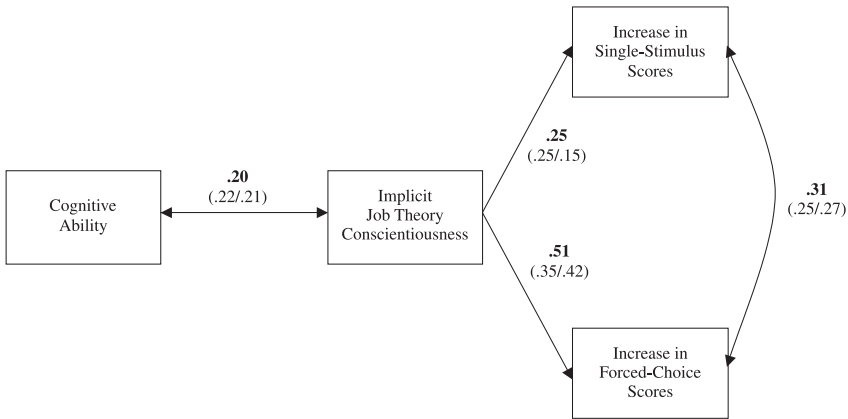 Increase in
Single-Stimulus
Scores
.25
(.25/.15)
.20
(.22/.21)
Cognitive
Ability
Implicit
Job Theory
Conscientiousness
.31
(.25/.27)
.51
(.35/.42)
Increase in
Forced-Choice
Scores